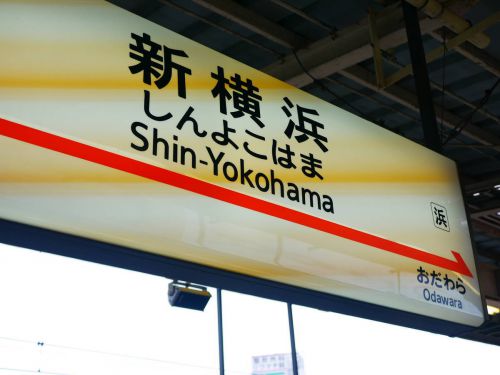 新横浜
しんよこはま
Shin-Yokohama
浜
おだわら
Odawara